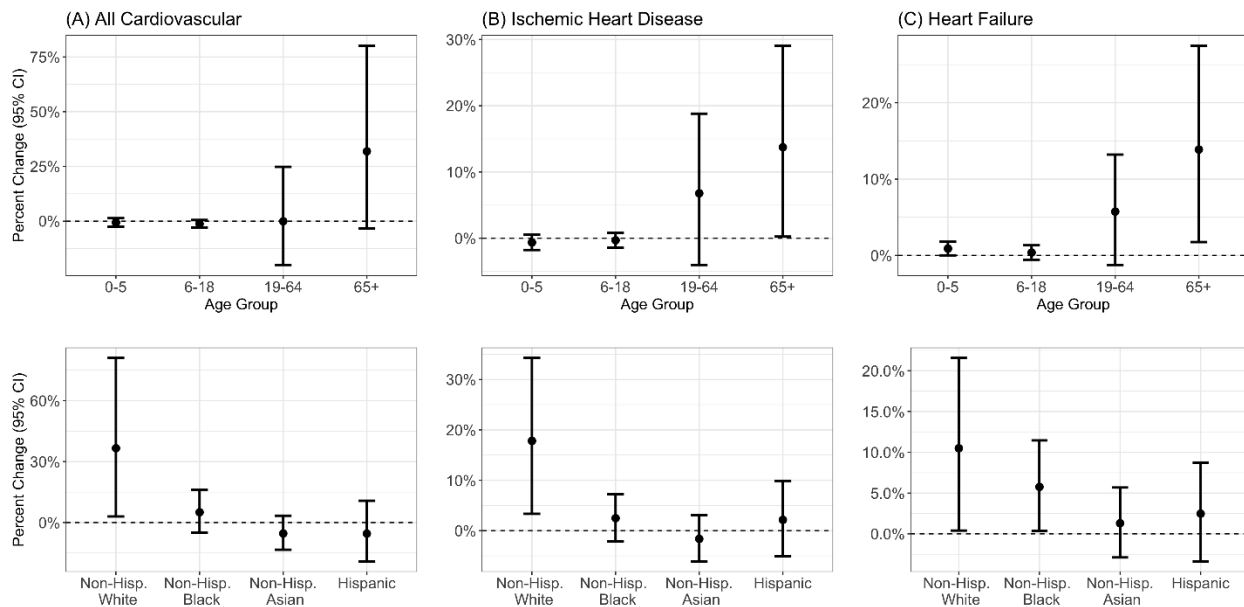 (A) All Cardiovascular
Percent Change (95% CI)
75%
50%
25%
0%
0-5 6-18 19-64 65+
Age Group
(B) Ischemic Heart Disease
30%
20%
10%
0%
0-5 6-18 19-64 65+
Age Group
(C) Heart Failure
20%
10%
0%
0-5 6-18 19-64 65+
Age Group
Percent Change (95% CI)
60%
30%
0%
Non-Hisp. Non-Hisp. Non-Hisp. Hispanic
White Black Asian
30%
20%
10%
0%
Non-Hisp. Non-Hisp. Non-Hisp. Hispanic
White Black Asian
20.0%
15.0%
10.0%
5.0%
0.0%
Non-Hisp. Non-Hisp. Non-Hisp. Hispanic
White Black Asian